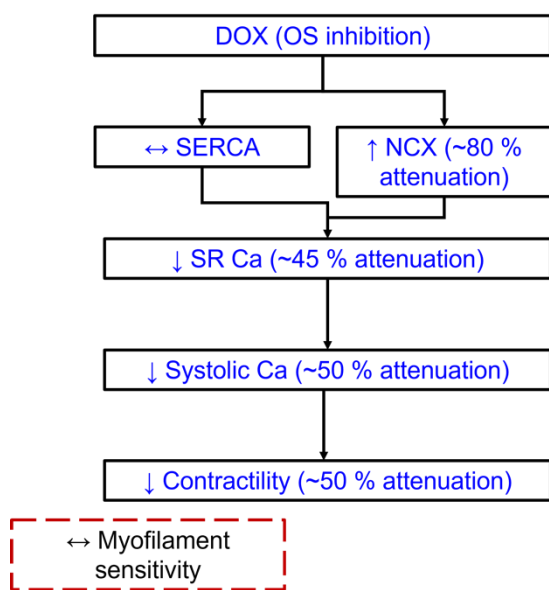 DOX (OS inhibition)
↔ SERCA
↑ NCX (~80 %
attenuation)
↓ SR Ca (~45 % attenuation)
↓ Systolic Ca (~50 % attenuation)
↓ Contractility (~50 % attenuation)
↔ Myofilament
sensitivity